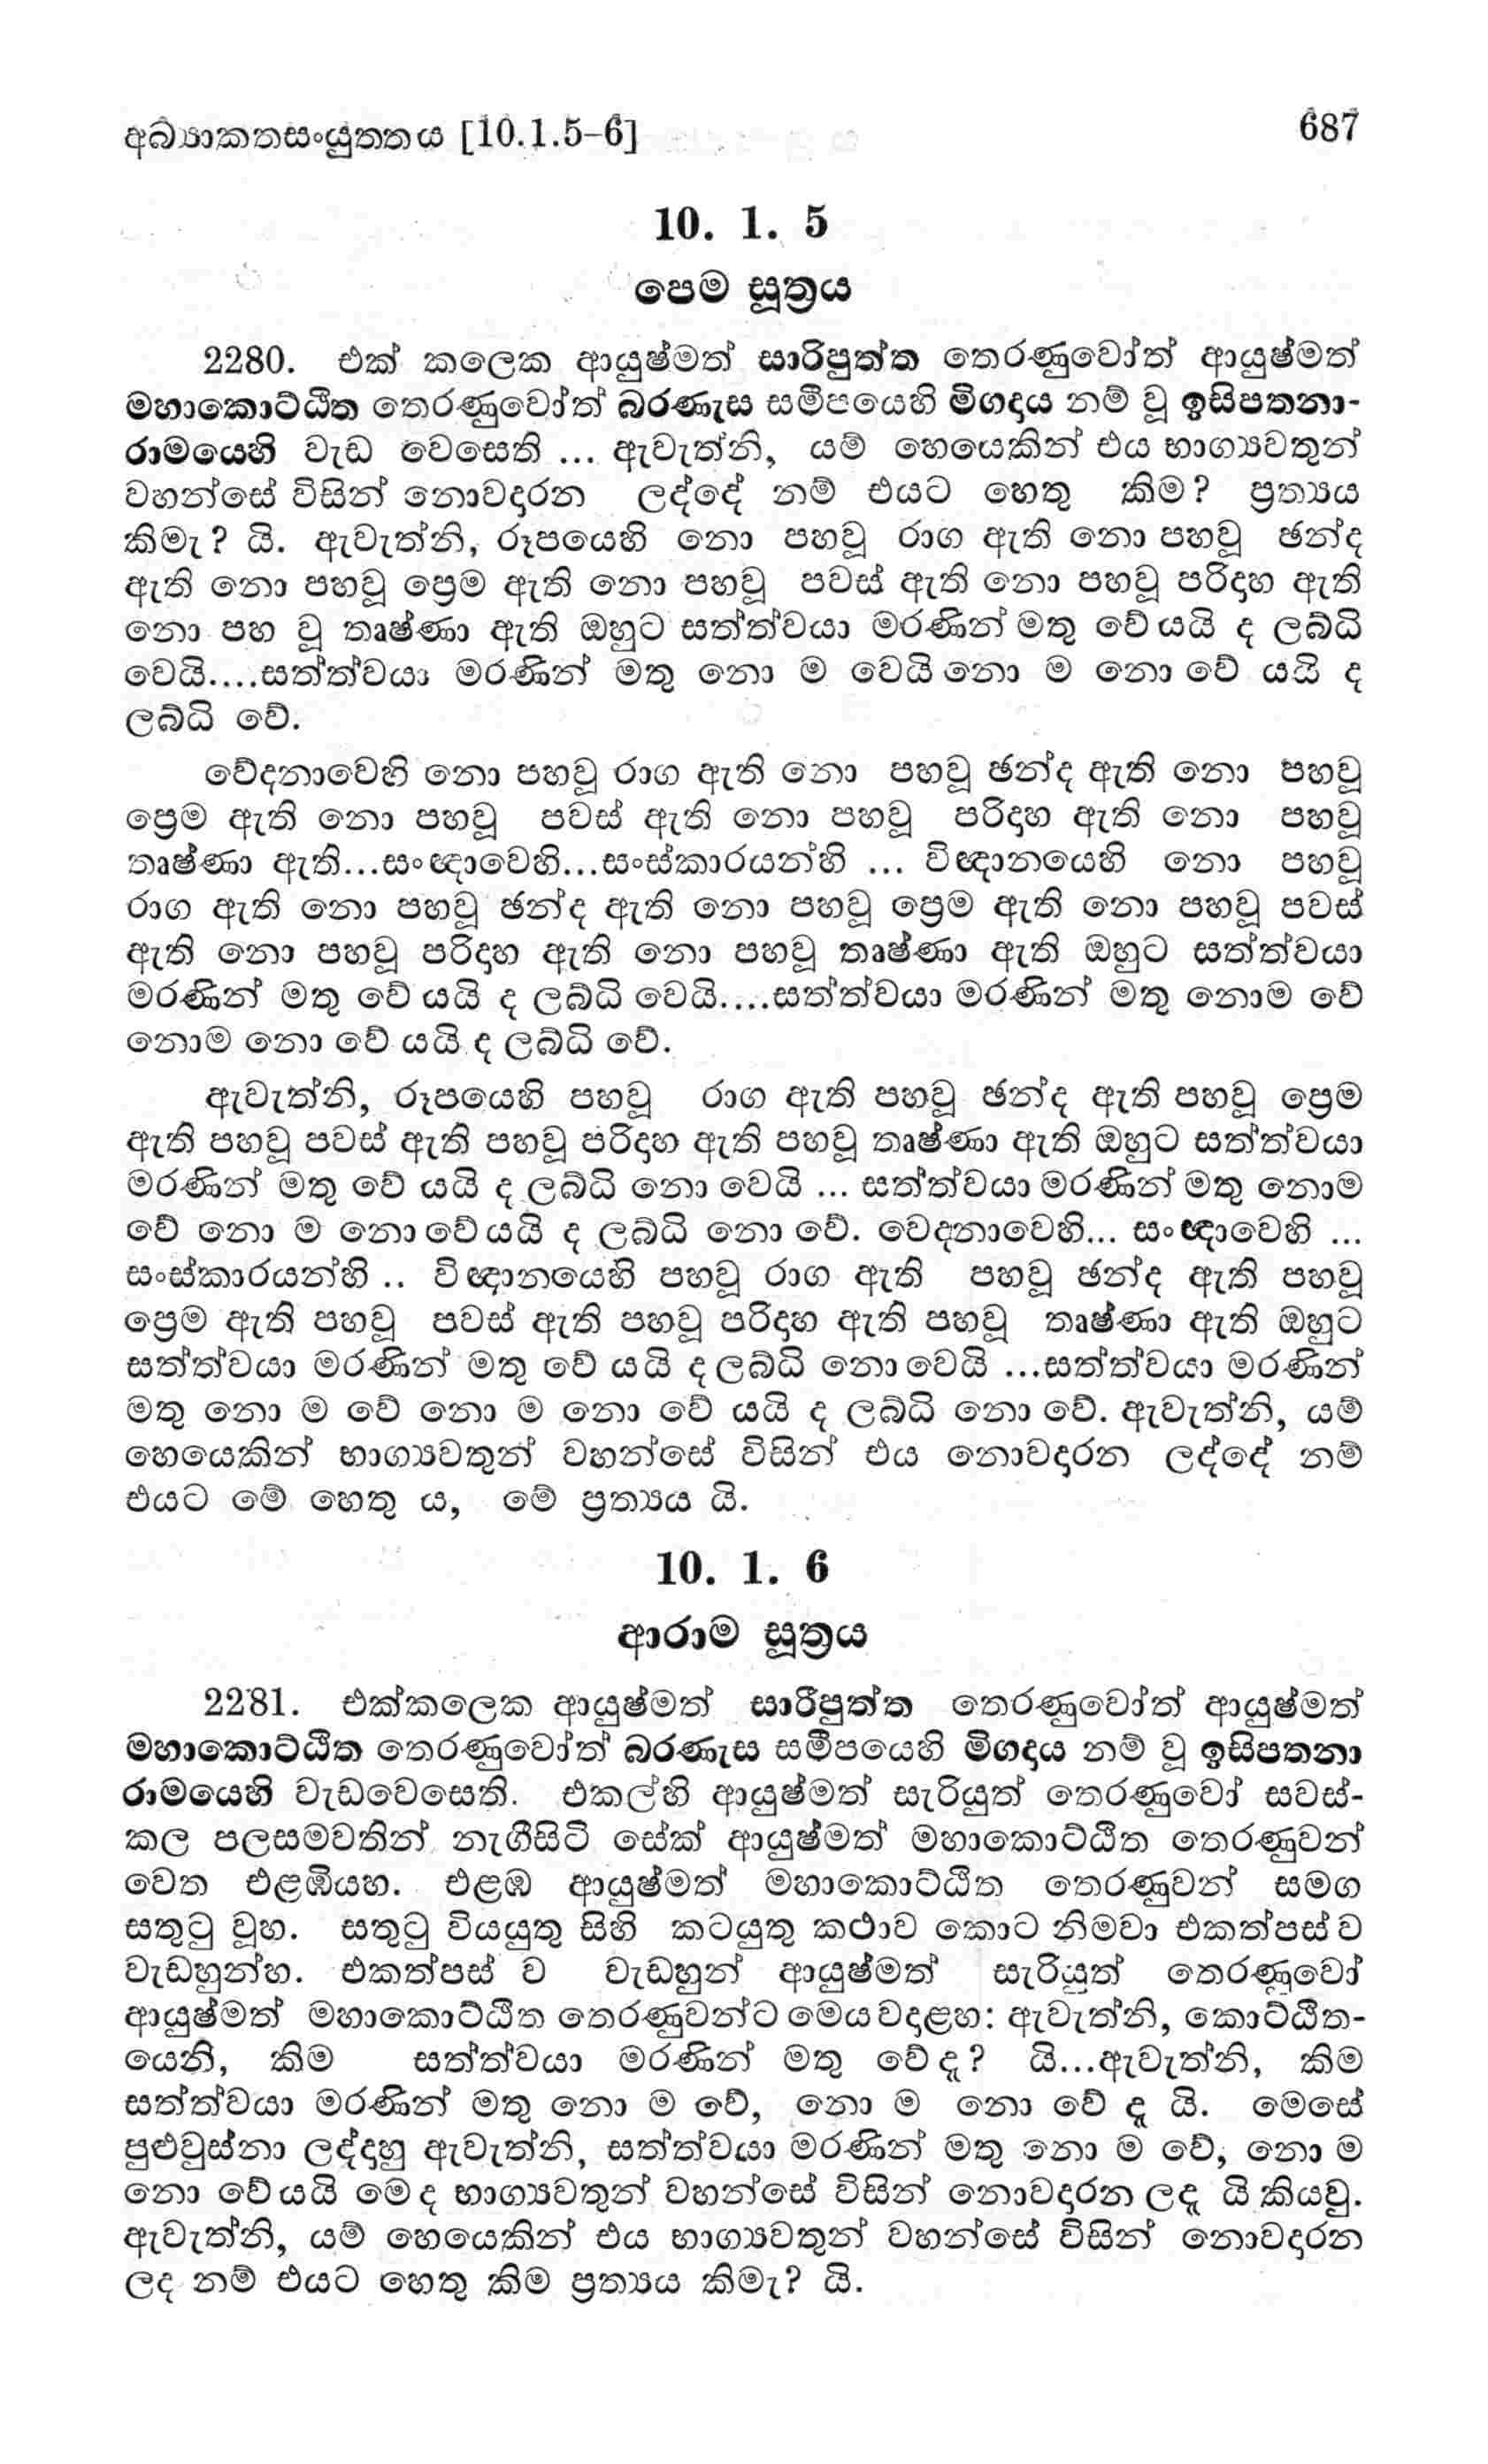 අබ්‍යාකතසංයුත‍්තය [10.1.5-6] 687
10. 1. 5
පෙම සූත්‍රය
2280. එක් කලෙක ආයුෂ්මත් සාරිපුත්ත තෙරණුවෝත් ආයුෂ්මත්
මහාකොට්ඨිත තෙරණුවෝත් බරණැස සමීපයෙහි මිගදාය නම් වූ ඉසිපතනා-
රාමයෙහි වැඩ වෙසෙති ... ඇවැත්නි, යම් හෙයෙකින් එය භාග්‍යවතුන්
වහන්සේ විසින් නොවදාරන ලද්දේ නම් එයට හෙතු කිම? ප්‍රත්‍යය
කිමැ? යි. ඇවැත්නි, රූපයෙහි නො පහවූ රාග ඇති නො පහවූ ඡන්ද
ඇති නො පහවූ ප්‍රෙම ඇති නො පහවූ පවස් ඇති නො පහවූ පරිදාහ ඇති
නො පහ වූ තෘෂ්ණා ඇති ඔහුට සත්ත්වයා මරණින් මතු වේ යයි ද ලබ්ධි
වෙයි....සත්ත්වයා මරණින් මතු නො ම වෙයි නො ම නො වේ යයි ද
ලබ්ධි වේ.
වේදනාවෙහි නො පහවූ රාග ඇති නො පහවූ ඡන්ද ඇති නො පහවූ
ප්‍රෙම ඇති නො පහවූ පවස් ඇති නො පහවූ පරිදාහ ඇති නො පහවූ
තෘෂ්ණා ඇති...සංඥාවෙහි...සංස්කාරයන්හි ... විඥානයෙහි නො පහවූ
රාග ඇති නො පහවූ ඡන්ද ඇති නො පහවූ ප්‍රෙම ඇති නො පහවූ පවස්
ඇති නො පහවූ පරිදාහ ඇති නො පහවූ තෘෂ්ණා ඇති ඔහුට සත්ත්වයා
මරණින් මතු වේ යයි ද ලබ්ධි වෙයි....සත්ත්වයා මරණින් මතු නොම වේ
නොම නො වේ යයි ද ලබ්ධි වේ.
ඇවැත්නි, රූපයෙහි පහවූ රාග ඇති පහවූ ඡන්ද ඇති පහවූ ප්‍රෙම
ඇති පහවූ පවස් ඇති පහවූ පරිදාහ ඇති පහවූ තෘෂ්ණා ඇති ඔහුට සත්ත්වයා
මරණින් මතු වේ යයි ද ලබ්ධි නො වෙයි ... සත්ත්වයා මරණින් මතු නොම
වේ නො ම නො වේ යයි ද ලබ්ධි නො වේ. වෙදනාවෙහි... සංඥාවෙහි ...
සංස්කාරයන්හි .. විඥානයෙහි පහවූ රාග ඇති පහවූ ඡන්ද ඇති පහවූ
ප්‍රෙම ඇති පහවූ පවස් ඇති පහවූ පරිදාහ ඇති පහවූ තෘෂ්ණා ඇති ඔහුට
සත්ත්වයා මරණින් මතු වේ යයි ද ලබ්ධි නො වෙයි ...සත්ත්වයා මරණින්
මතු නො ම වේ නො ම නො වේ යයි ද ලබ්ධි නො වේ. ඇවැත්නි, යම්
හෙයෙකින් භාග්‍යවතුන් වහන්සේ විසින් එය නොවදාරන ලද්දේ නම්
එයට මේ හෙතු ය, මේ ප්‍රත්‍යය යි.
10. 1. 6
ආරාම සූත්‍රය
2281. එක්කලෙක ආයුෂ්මත් සාරීපුත්ත තෙරණුවෝත් ආයුෂ්මත්
මහාකොට්ඨිත තෙරණුවෝත් බරණැස සමීපයෙහි මිගදාය නම් වූ ඉසිපතනා
රාමයෙහි වැඩවෙසෙති. එකල්හි ආයුෂ්මත් සැරියුත් තෙරණුවෝ සවස්-
කල පලසමවතින් නැගීසිටි සේක් ආයුෂ්මත් මහාකොට්ඨිත තෙරණුවන්
වෙත එළඹියහ. එළඹ ආයුෂ්මත් මහාකොට්ඨිත තෙරණුවන් සමග
සතුටු වූහ. සතුටු වියයුතු සිහි කටයුතු කථාව කොට නිමවා එකත්පස් ව
වැඩහුන්හ. එකත්පස් ව වැඩහුන් ආයුෂ්මත් සැරියුත් තෙරණුවෝ
ආයුෂ්මත් මහාකොට්ඨිත තෙරණුවන්ට මෙය වදාළහ: ඇවැත්නි, කොට්ඨිත-
යෙනි, කිම සත්ත්වයා මරණින් මතු වේ දැ? යි...ඇවැත්නි, කිම
සත්ත්වයා මරණින් මතු නො ම වේ, නො ම නො වේ දැ යි. මෙසේ
පුළුවුස්නා ලද්දාහු ඇවැත්නි, සත්ත්වයා මරණින් මතු නො ම වේ, නො ම
නො වේ යයි මෙ ද භාග්‍යවතුන් වහන්සේ විසින් නොවදාරන ලදැ යි කියවු.
ඇවැත්නි, යම් හෙයෙකින් එය භාග්‍යවතුන් වහන්සේ විසින් නොවදාරන
ලද නම් එයට හෙතු කිම ප්‍රත්‍යය කිමැ? යි.